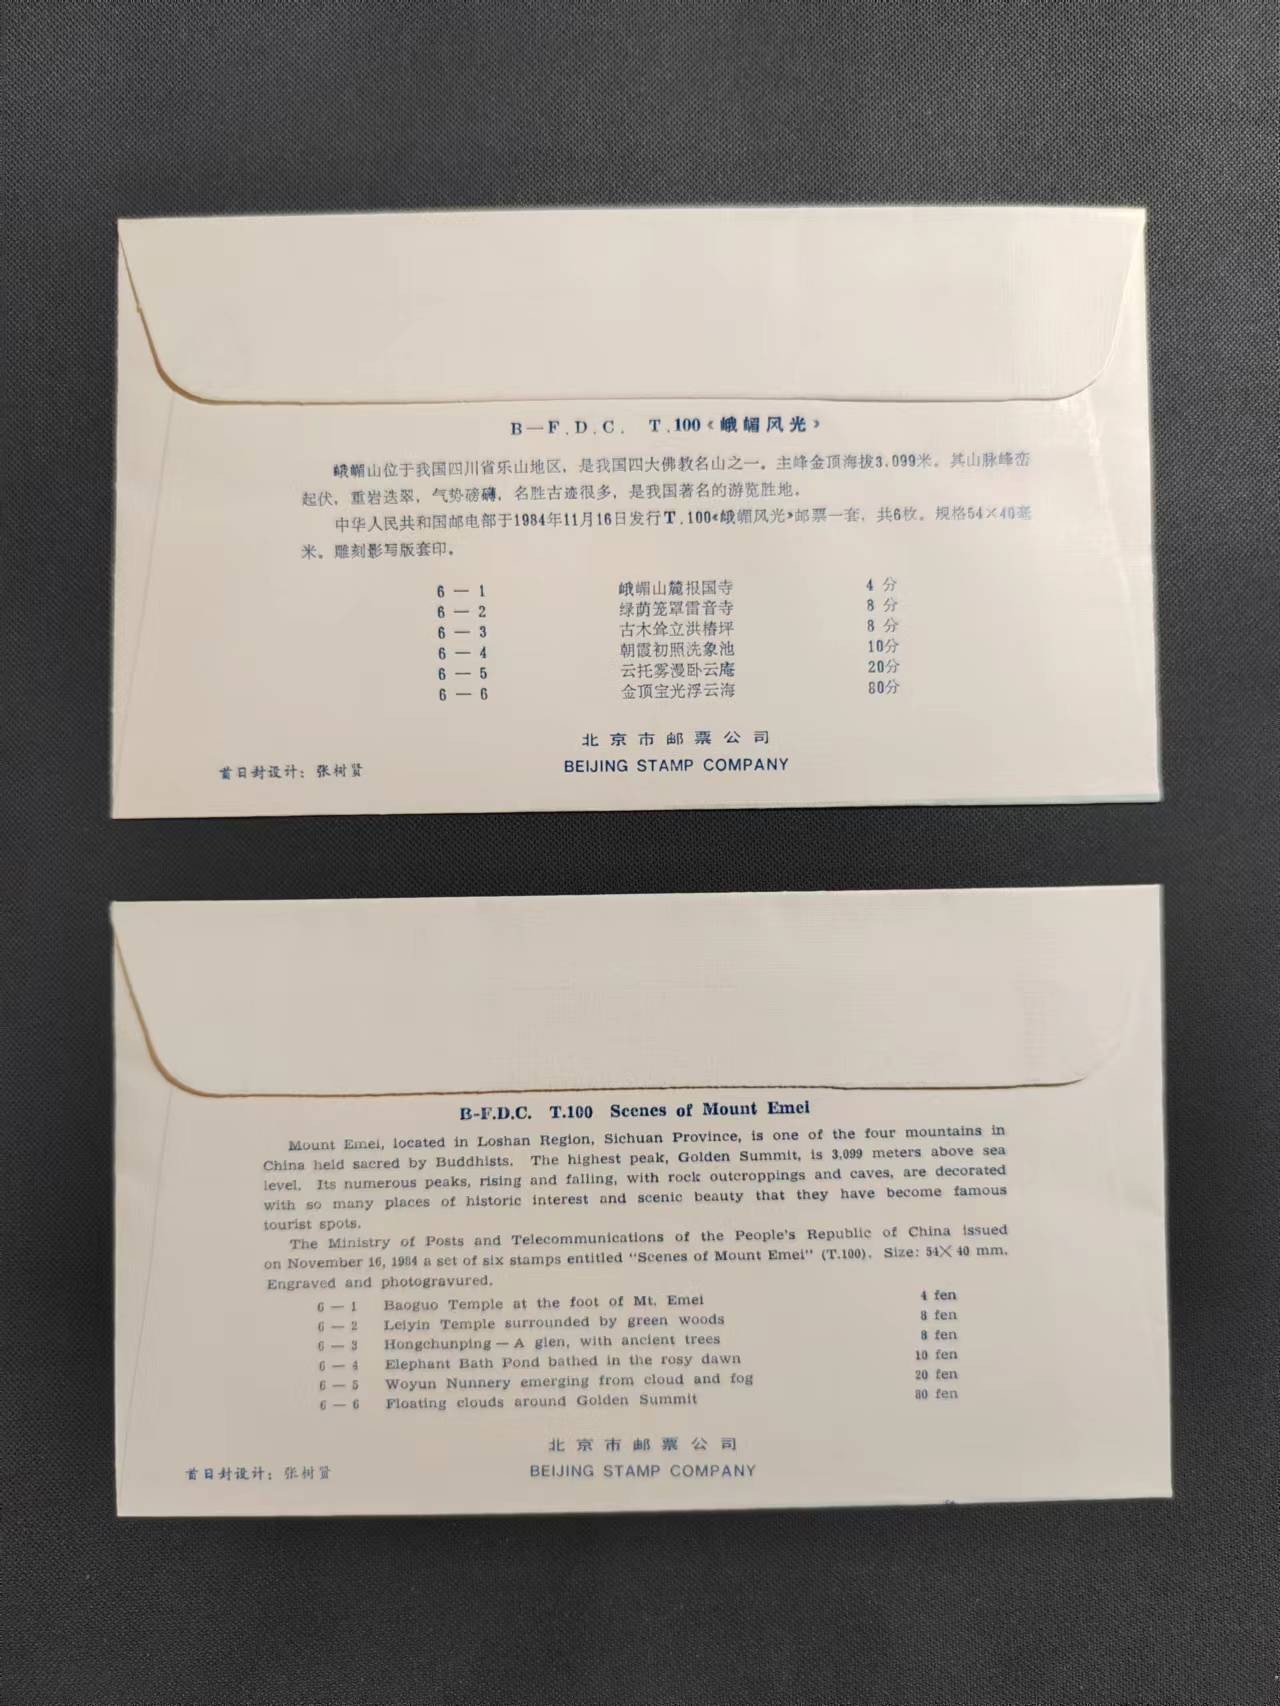 B—F.D.C. T.100《峨嵋风光》
峨嵋山位于我国四川省乐山地区，是我国四大佛教名山之一。主峰金顶海拔3,099米。其山脉峰峦
起伏，重岩迭翠，气势磅礴，名胜古迹很多，是我国著名的游览胜地。
中华人民共和国邮电部于1984年11月16日发行T.100《峨嵋风光》邮票一套，共6枚。规格54×40毫
米。雕刻影写版套印。
6—1 峨嵋山麓报国寺 4分
6—2 绿荫笼罩雷音寺 8分
6—3 古木耸立洪椿坪 8分
6—4 朝霞初照洗象池 10分
6—5 云托雾漫卧云庵 20分
6—6 金顶宝光浮云海 80分
北京市邮票公司
首日封设计：张树贤 BEIJING STAMP COMPANY
B-F.D.C. T.100 Scenes of Mount Emei
Mount Emei, located in Loshan Region, Sichuan Province, is one of the four mountains in
China held sacred by Buddhists. The highest peak, Golden Summit, is 3,099 meters above sea
level. Its numerous peaks, rising and falling, with rock outcroppings and caves, are decorated
with so many places of historic interest and scenic beauty that they have become famous
tourist spots.
The Ministry of Posts and Telecommunications of the People's Republic of China issued
on November 16, 1984 a set of six stamps entitled "Scenes of Mount Emei" (T.100). Size: 54×40 mm.
Engraved and photogravured.
6—1 Baoguo Temple at the foot of Mt. Emei 4 fen
6—2 Leiyin Temple surrounded by green woods 8 fen
6—3 Hongchunping—A glen, with ancient trees 8 fen
6—4 Elephant Bath Pond bathed in the rosy dawn 10 fen
6—5 Woyun Nunnery emerging from cloud and fog 20 fen
6—6 Floating clouds around Golden Summit 80 fen
北京市邮票公司
首日封设计：张树贤 BEIJING STAMP COMPANY